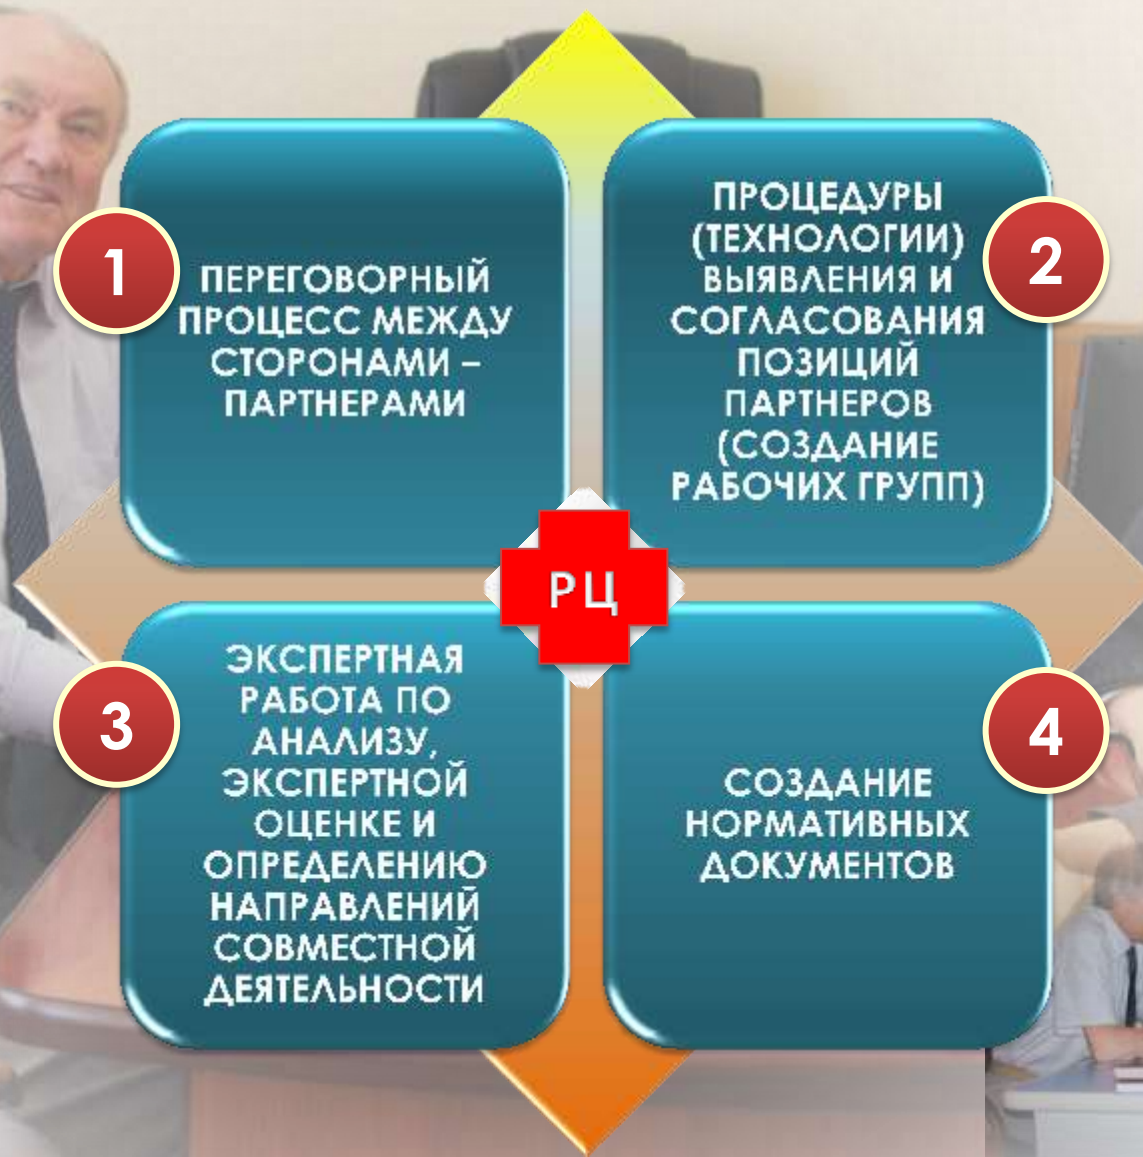 1
ПЕРЕГОВОРНЫЙ
ПРОЦЕСС МЕЖДУ
СТОРОНАМИ –
ПАРТНЕРАМИ
2
ПРОЦЕДУРЫ
(ТЕХНОЛОГИИ)
ВЫЯВЛЕНИЯ И
СОГЛАСОВАНИЯ
ПОЗИЦИЙ
ПАРТНЕРОВ
(СОЗДАНИЕ
РАБОЧИХ ГРУПП)
РЦ
3
ЭКСПЕРТНАЯ
РАБОТА ПО
АНАЛИЗУ,
ЭКСПЕРТНОЙ
ОЦЕНКЕ И
ОПРЕДЕЛЕНИЮ
НАПРАВЛЕНИЙ
СОВМЕСТНОЙ
ДЕЯТЕЛЬНОСТИ
4
СОЗДАНИЕ
НОРМАТИВНЫХ
ДОКУМЕНТОВ